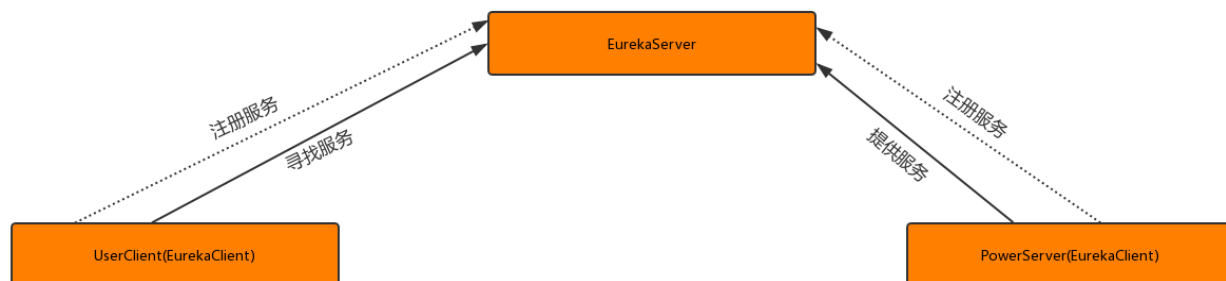 EurekaServer
注册服务
寻找服务
注册服务
提供服务
UserClient(EurekaClient)
PowerServer(EurekaClient)